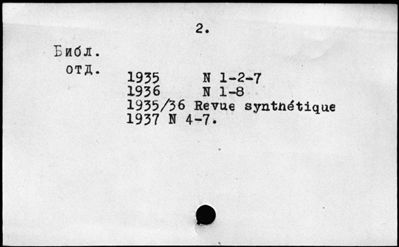 2.
Библ.
отд.
1935 N 1-2-7
1936 N 1-8
1935/36 Revue synthétique
1937 N 4-7.